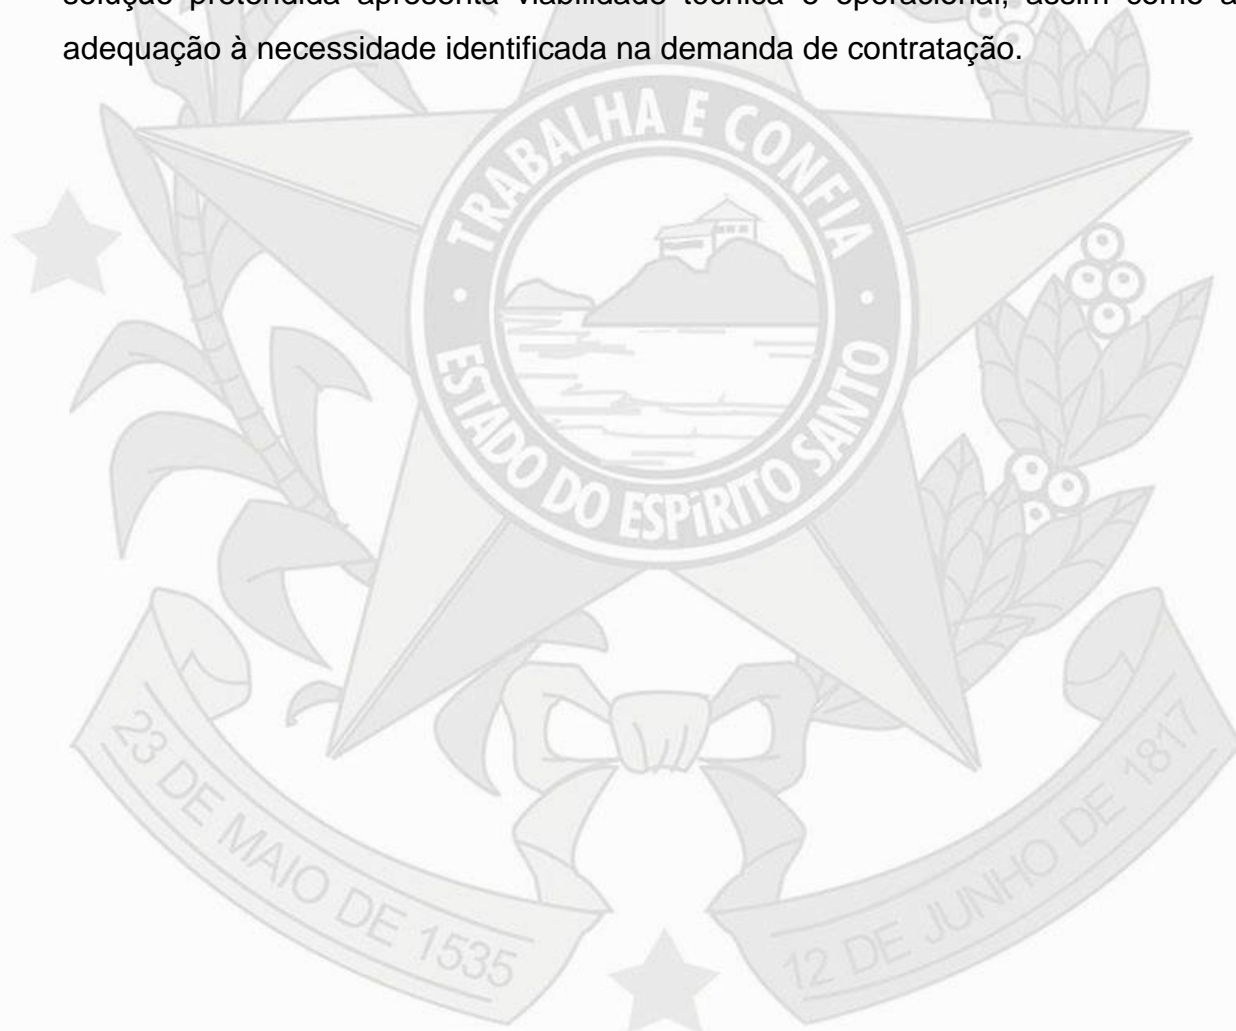 solução pretendida apresenta viabilidade técnica e operacional, assim como a
adequação à necessidade identificada na demanda de contratação.
TRABALHA E CONFIA
ESTADO DO ESPÍRITO SANTO
23 DE MAIO DE 1535
12 DE JUNHO DE 1817